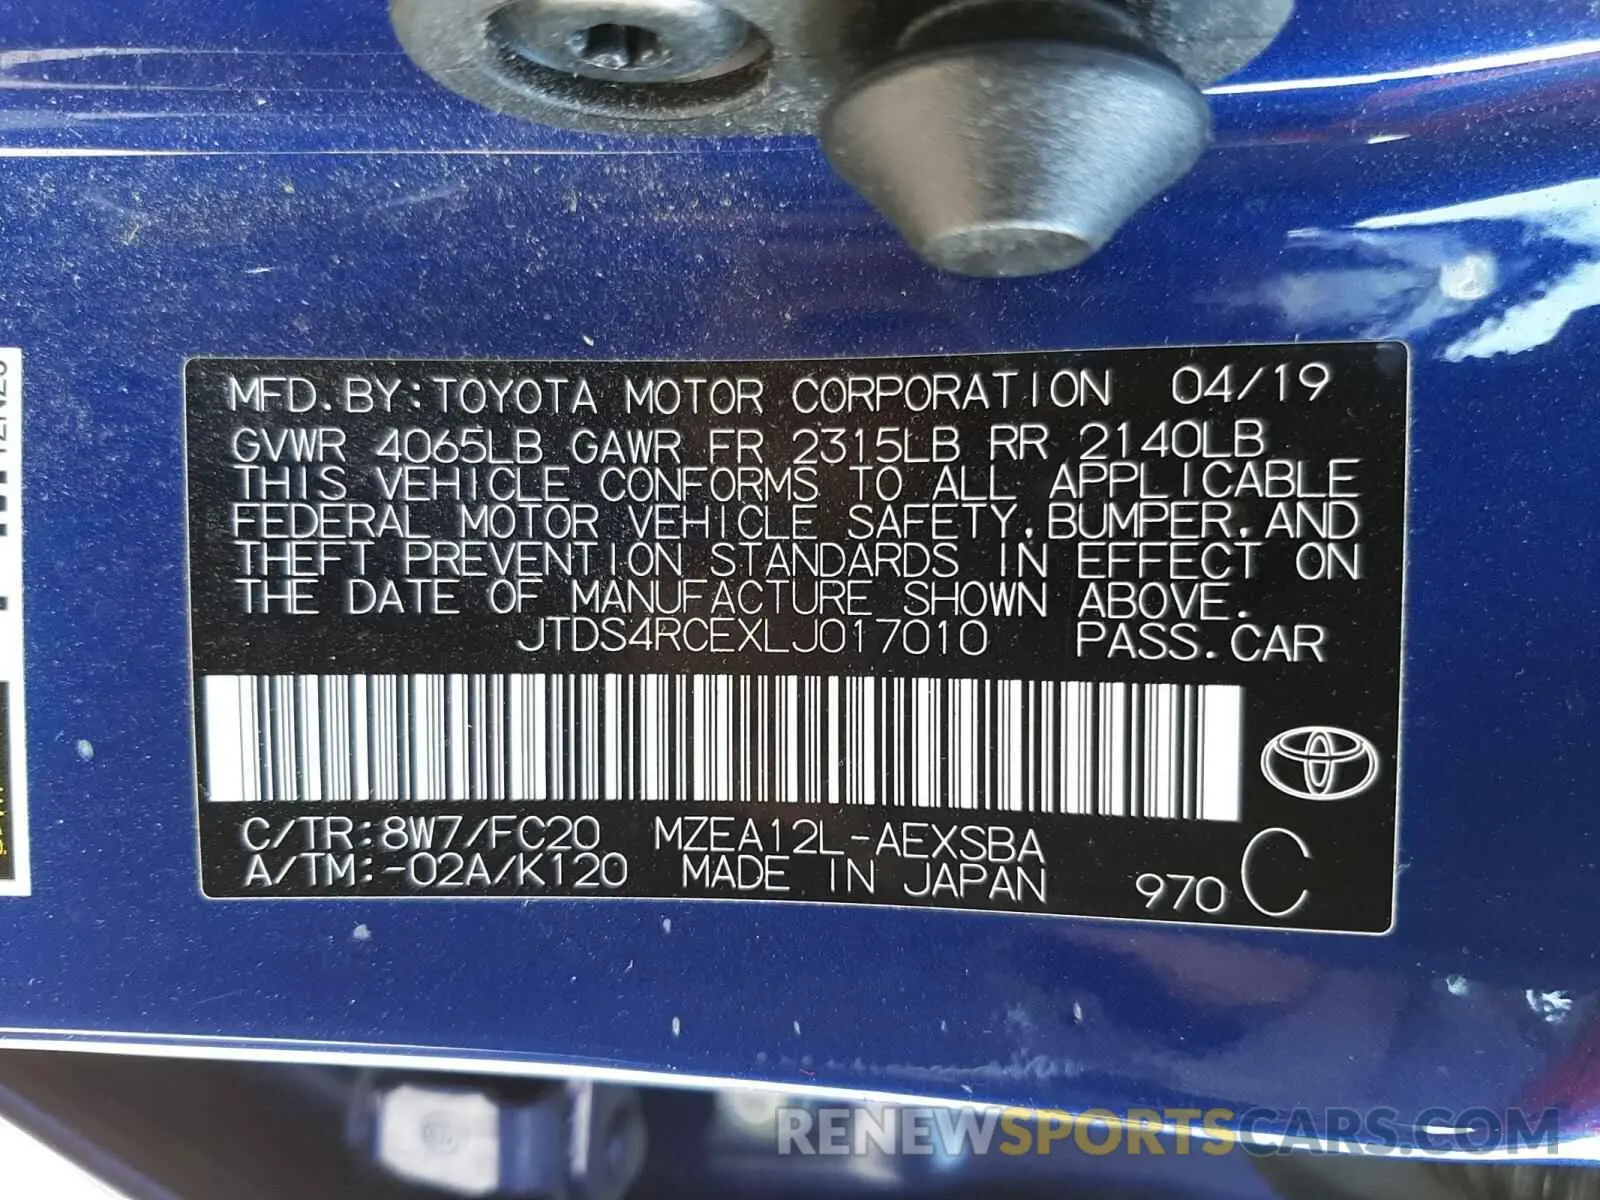 MFD.BY:TOYOTA MOTOR CORPORATION 04/19
GVWR 4065LB GAWR FR 2315LB RR 2140LB
THIS VEHICLE CONFORMS TO ALL APPLICABLE
FEDERAL MOTOR VEHICLE SAFETY,BUMPER,AND
THEFT PREVENTION STANDARDS IN EFFECT ON
THE DATE OF MANUFACTURE SHOWN ABOVE.
JTDS4RCEXLJ017010 PASS.CAR
C/TR:8W7/FC20 MZEA12L-AEXSBA
A/TM:-02A/K120 MADE IN JAPAN 970 C
RENEWSPORTSCARS.COM